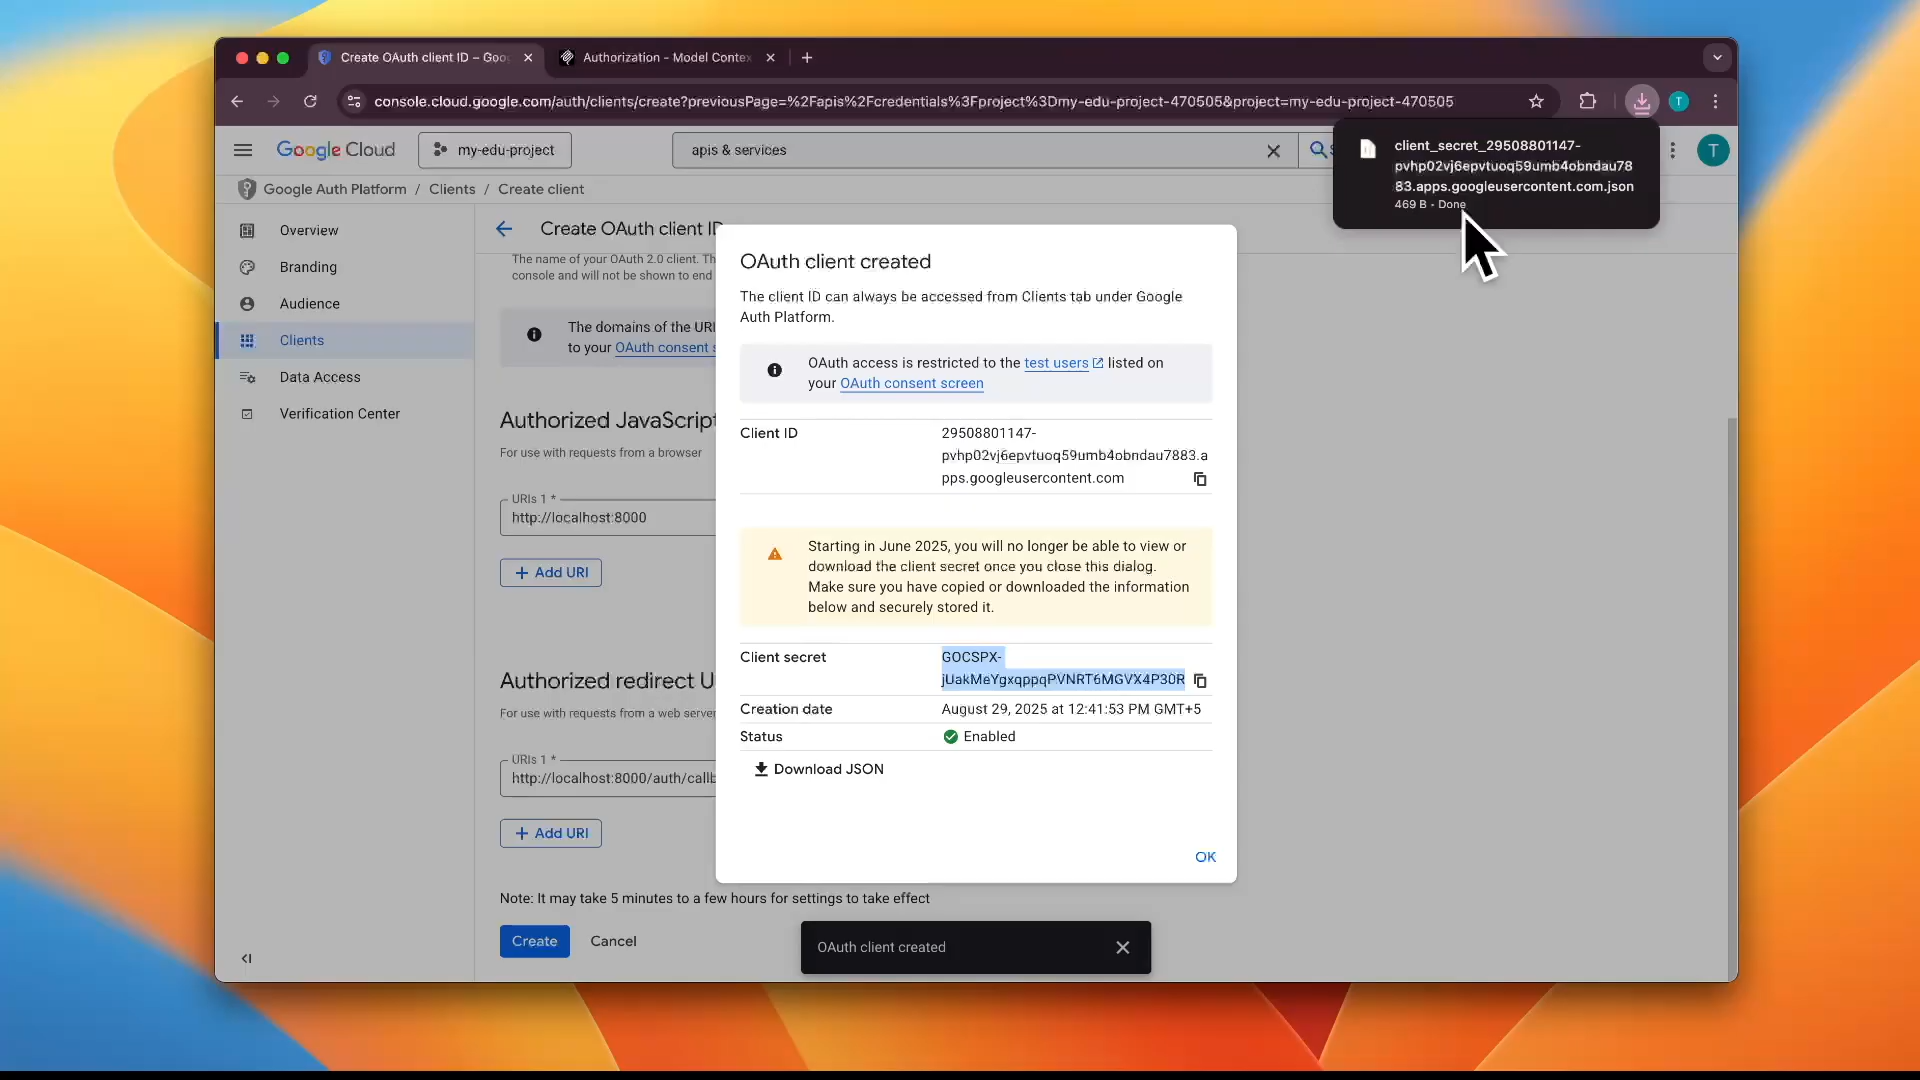 Create OAuth client ID – Goo
Authorization - Model Contex
console.cloud.google.com/auth/clients/create?previousPage=%2Fapis%2Fcredentials%3Fproject%3Dmy-edu-project-470505&project=my-edu-project-470505
T
Google Cloud
my-edu-project
apis & services
T
client_secret_29508801147-
pvhp02vj6epvtuoq59umb4obndau78
83.apps.googleusercontent.com.json
469 B • Done
Google Auth Platform / Clients / Create client
Overview
Branding
Audience
Clients
Data Access
Verification Center
Create OAuth client ID
The name of your OAuth 2.0 client. Th
console and will not be shown to end
The domains of the URI
to your OAuth consent s
Authorized JavaScript
For use with requests from a browser
URIs 1 *
http://localhost:8000
+ Add URI
Authorized redirect U
For use with requests from a web server
URIs 1 *
http://localhost:8000/auth/callb
+ Add URI
Note: It may take 5 minutes to a few hours for settings to take effect
Create
Cancel
OAuth client created
The client ID can always be accessed from Clients tab under Google
Auth Platform.
OAuth access is restricted to the test users listed on
your OAuth consent screen
Client ID
29508801147-
pvhp02vj6epvtuoq59umb4obndau7883.a
pps.googleusercontent.com
Starting in June 2025, you will no longer be able to view or
download the client secret once you close this dialog.
Make sure you have copied or downloaded the information
below and securely stored it.
Client secret
GOCSPX-
jUakMeYgxqppqPVNRT6MGVX4P30R
Creation date
August 29, 2025 at 12:41:53 PM GMT+5
Status
Enabled
Download JSON
OK
OAuth client created